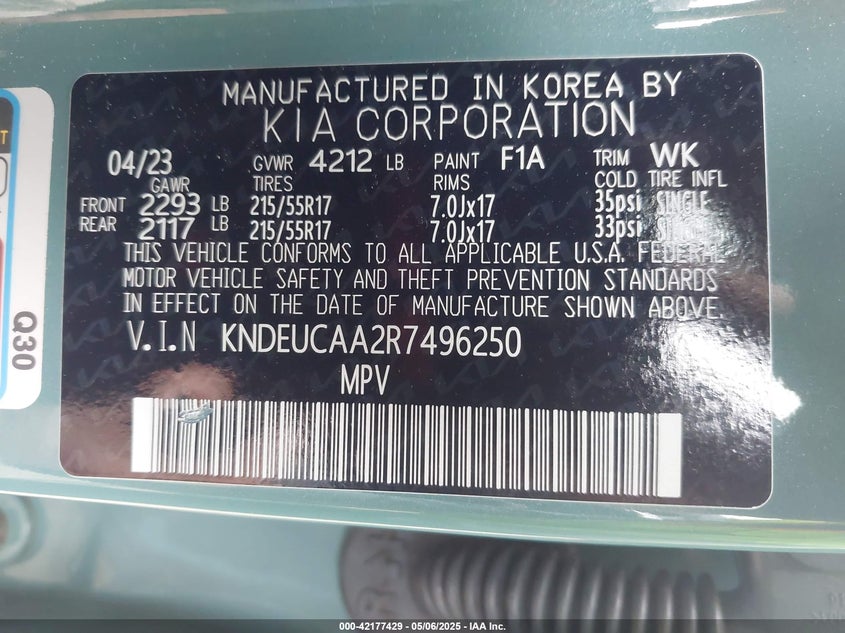 MANUFACTURED IN KOREA BY
KIA CORPORATION
04/23 GVWR 4212 LB PAINT F1A TRIM WK
GAWR TIRES RIMS COLD TIRE INFL
FRONT 2293 LB 215/55R17 7.0Jx17 35psi SINGLE
REAR 2117 LB 215/55R17 7.0Jx17 33psi
THIS VEHICLE CONFORMS TO ALL APPLICABLE U.S.A. FEDERAL
MOTOR VEHICLE SAFETY AND THEFT PREVENTION STANDARDS
IN EFFECT ON THE DATE OF MANUFACTURE SHOWN ABOVE.
V.I.N KNDEUCAA2R7496250
MPV
Q30
000-42177429 - 05/06/2025 - IAA Inc.